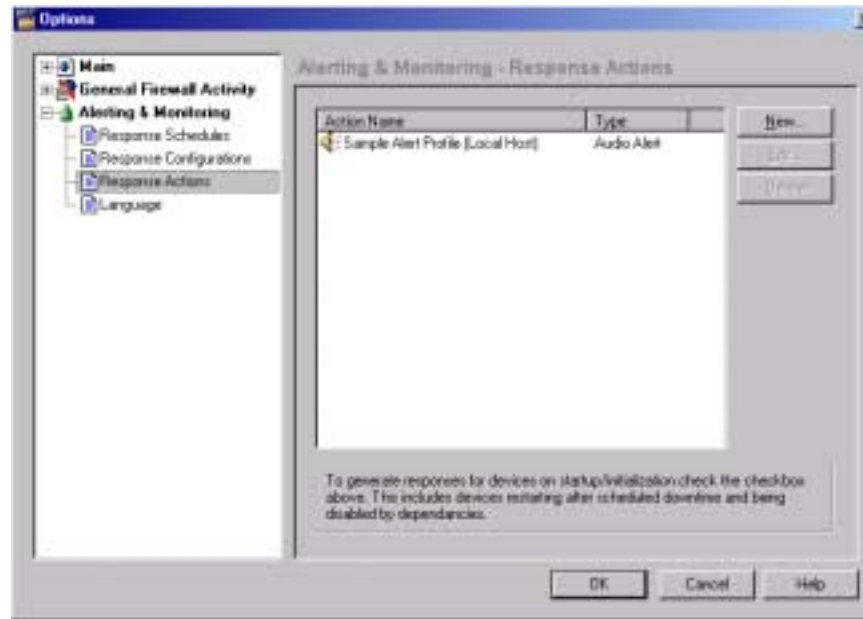 Options
Main
General Firewall Activity
Alerting & Monitoring
Response Schedules
Response Configurations
Response Actions
Language
Alerting & Monitoring - Response Actions
Action Name Type
Sample Alert Profile (Local Host) Audio Alert
New...
Edit...
Delete
To generate responses for devices on startup/initialization check the checkbox
above. This includes devices restarting after scheduled downtime and being
disabled by dependancies.
OK Cancel Help